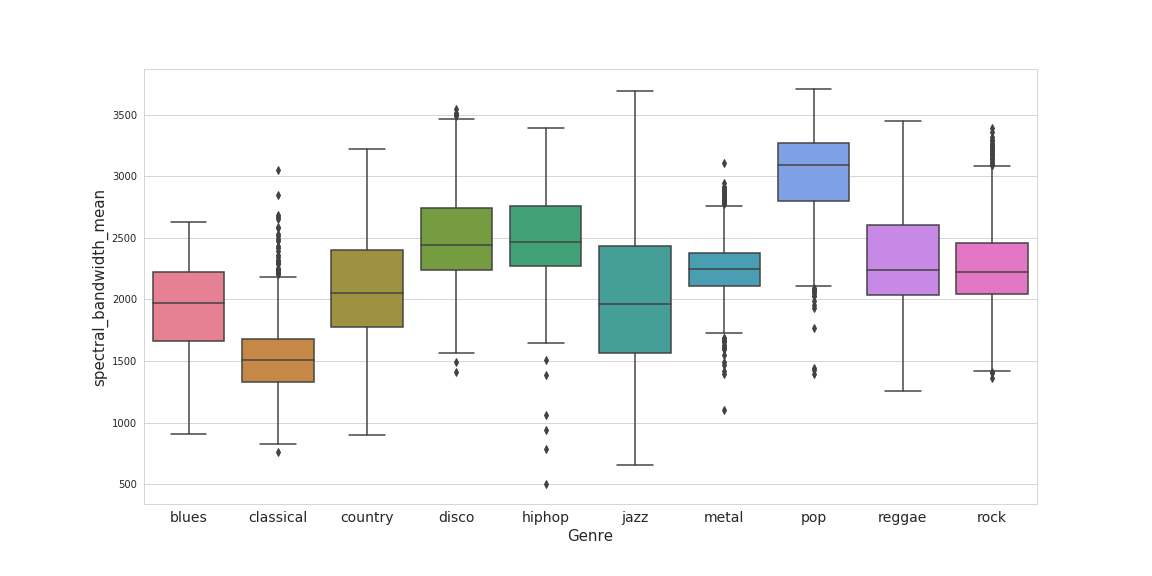 spectral_bandwidth_mean
3500
3000
2500
2000
1500
1000
500
blues classical country disco hiphop jazz metal pop reggae rock
Genre